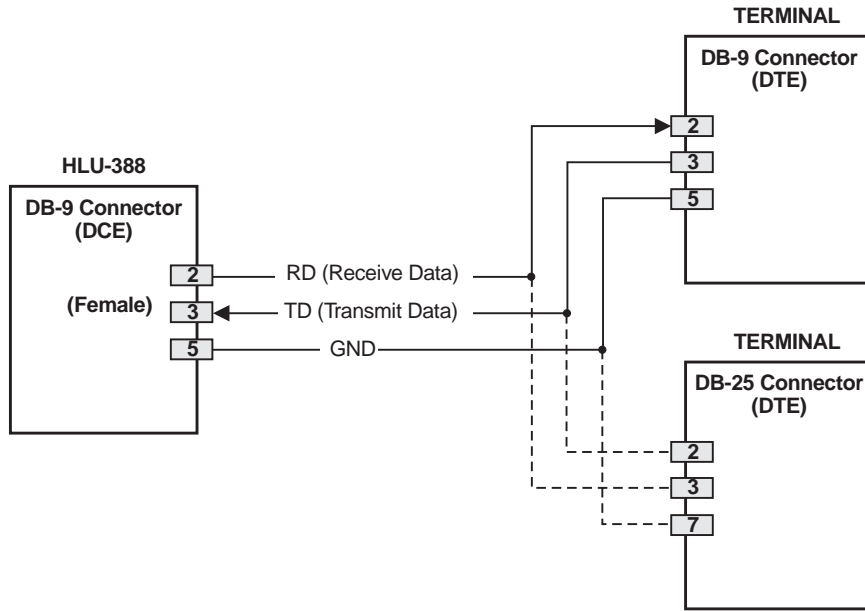 TERMINAL
DB-9 Connector
(DTE)
2
3
5
HLU-388
DB-9 Connector
(DCE)
(Female)
2
3
5
RD (Receive Data)
TD (Transmit Data)
GND
TERMINAL
DB-25 Connector
(DTE)
2
3
7